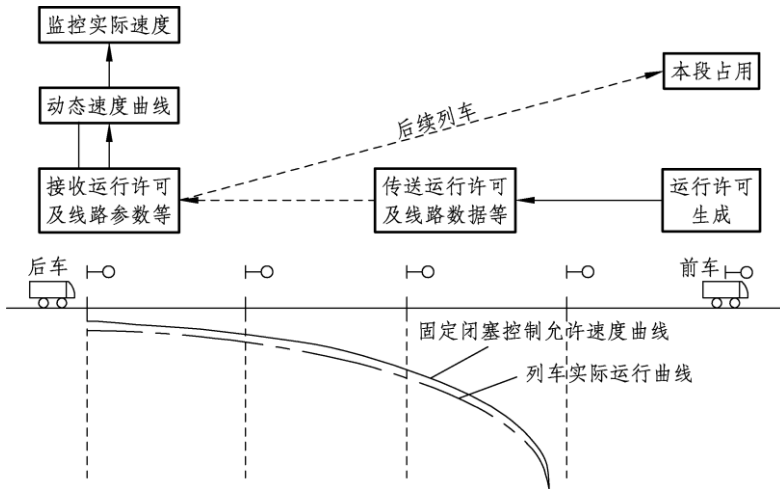 监控实际速度
本段占用
动态速度曲线
后续列车
接收运行许可
及线路参数等
传送运行许可
及线路数据等
运行许可
生成
后车
前车
固定闭塞控制允许速度曲线
列车实际运行曲线